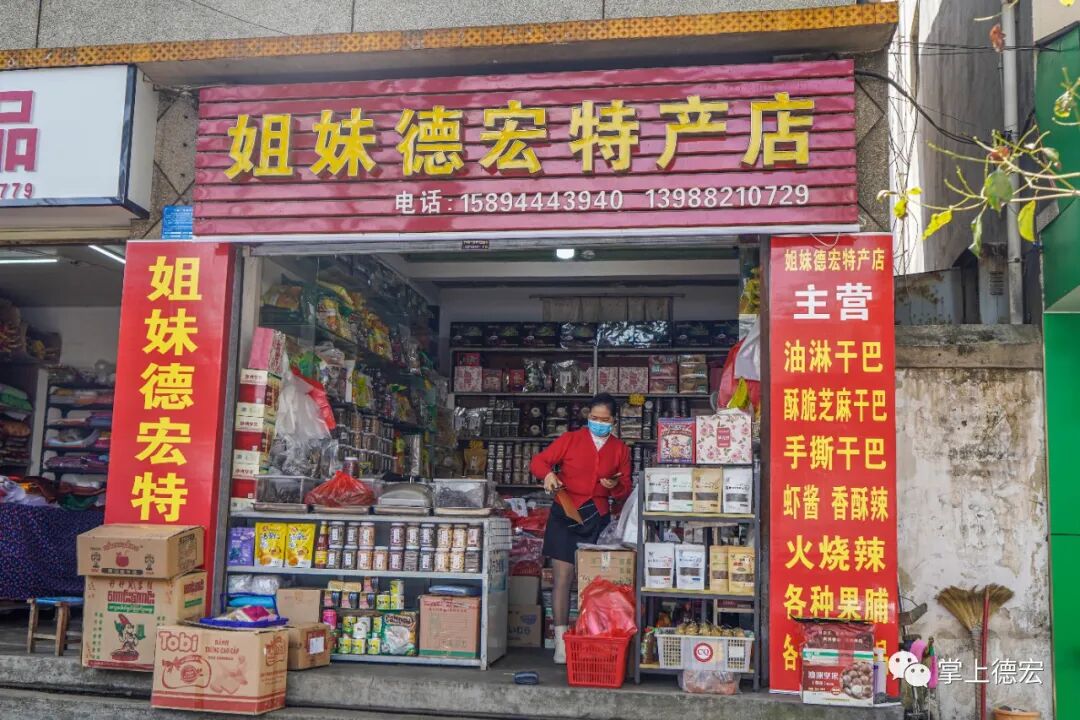 品
779
姐妹德宏特产店
电话:15894443940 13988210729
姐妹德宏特
姐妹德宏特产店
主营
油淋干巴
酥脆芝麻干巴
手撕干巴
虾酱 香酥辣
火烧辣
各种果脯
Tobi
掌上德宏